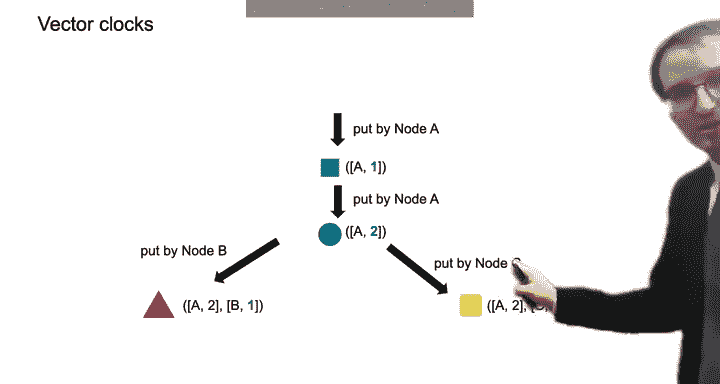 Vector clocks
put by Node A
([A, 1])
put by Node A
([A, 2])
put by Node B
put by Node
([A, 2], [B, 1])
([A, 2],